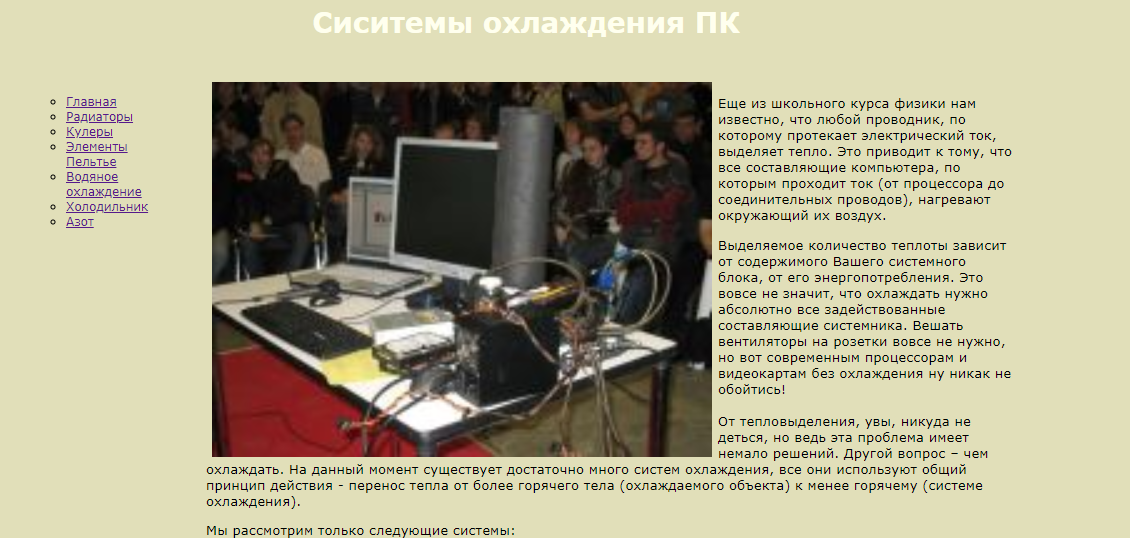 Сиситемы охлаждения ПК
Главная
Радиаторы
Кулеры
Элементы
Пельтье
Водяное
охлаждение
Холодильник
Азот
Еще из школьного курса физики нам
известно, что любой проводник, по
которому протекает электрический ток,
выделяет тепло. Это приводит к тому, что
все составляющие компьютера, по
которым проходит ток (от процессора до
соединительных проводов), нагревают
окружающий их воздух.
Выделяемое количество теплоты зависит
от содержимого Вашего системного
блока, от его энергопотребления. Это
вовсе не значит, что охлаждать нужно
абсолютно все задействованные
составляющие системника. Вешать
вентиляторы на розетки вовсе не нужно,
но вот современным процессорам и
видеокартам без охлаждения ну никак не
обойтись!
От тепловыделения, увы, никуда не
деться, но ведь эта проблема имеет
немало решений. Другой вопрос – чем
охлаждать. На данный момент существует достаточно много систем охлаждения, все они используют общий
принцип действия - перенос тепла от более горячего тела (охлаждаемого объекта) к менее горячему (системе
охлаждения).
Мы рассмотрим только следующие системы: